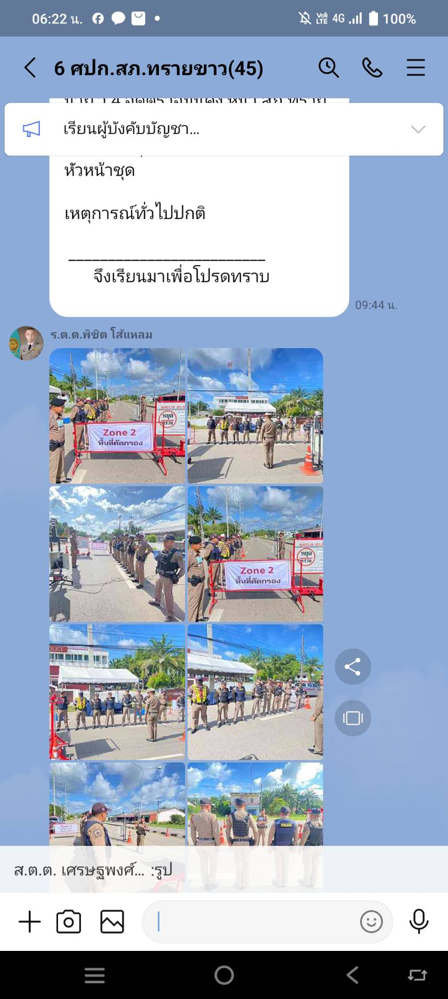 06:22 น.
4G 100%
6 ศปก.สภ.ทรายขาว(45)
เรียนผู้บังคับบัญชา...
หัวหน้าชุด
เหตุการณ์ทั่วไปปกติ
_________________________
จึงเรียนมาเพื่อโปรดทราบ
09:44 น.
ร.ต.ต.พิชิต โส้แหลม
หยุด
ตรวจ
Zone 2
พื้นที่คัดกรอง
POLICE
หยุด
ตรวจ
Zone 2
พื้นที่คัดกรอง
POLICE
ส.ต.ต. เศรษฐพงศ์... :รูป